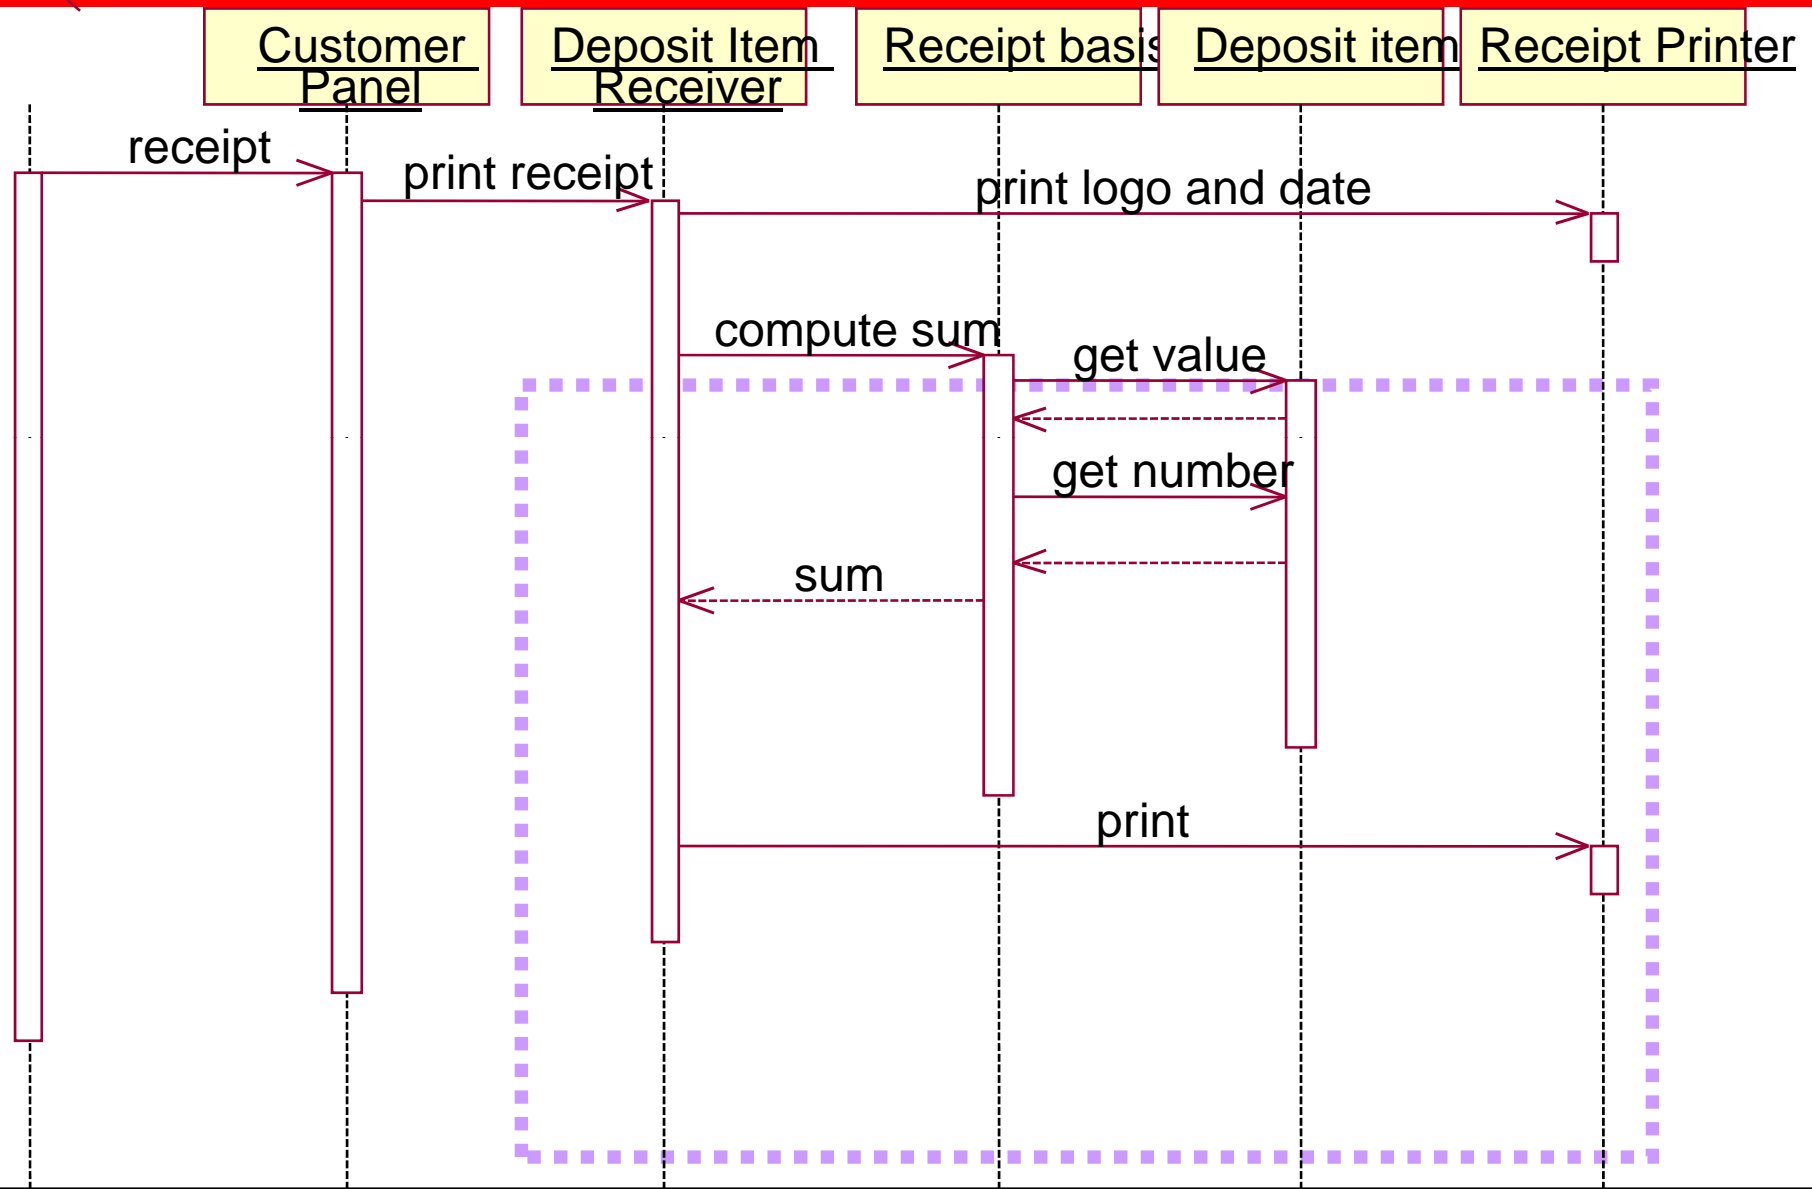 Customer
Panel
Deposit Item
Receiver
Receipt basis
Deposit item
Receipt Printer
receipt
print receipt
print logo and date
compute sum
get value
get number
sum
print